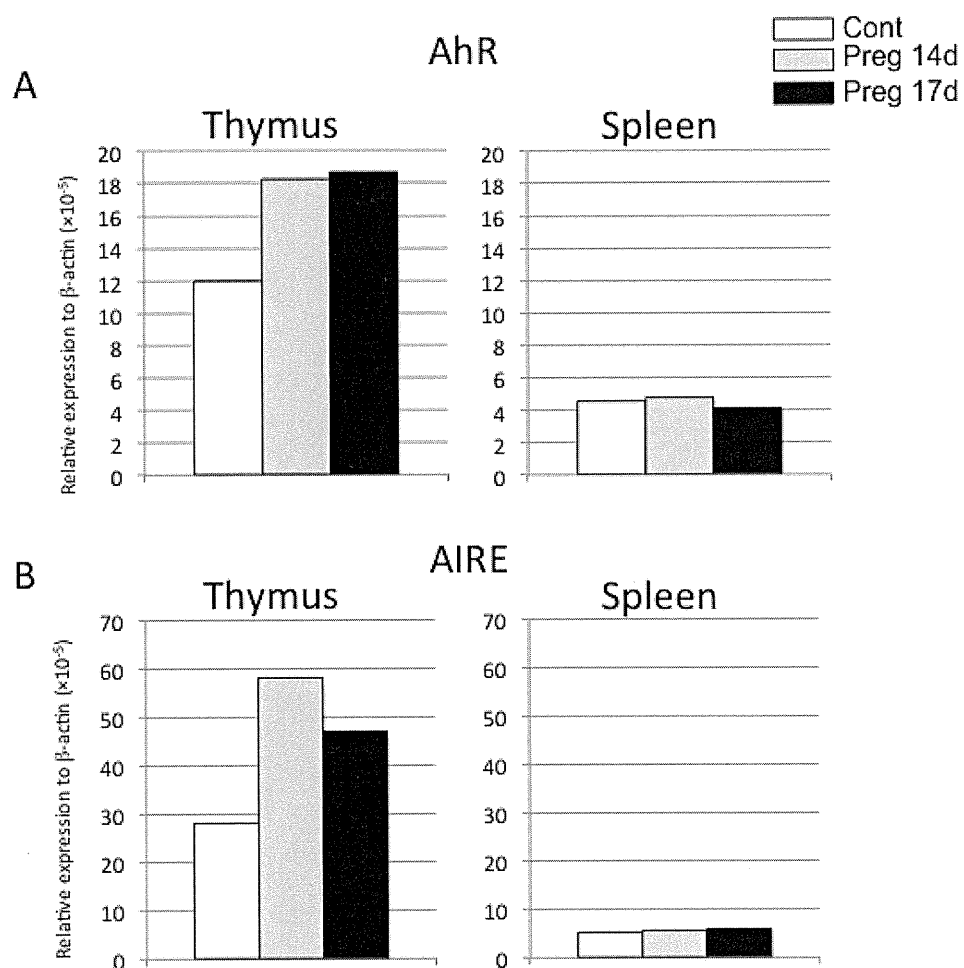 AhR
Cont
Preg 14d
Preg 17d
A
Thymus
Spleen
Relative expression to β-actin (×10⁻⁵)
20
18
16
14
12
10
8
6
4
2
0
20
18
16
14
12
10
8
6
4
2
0
AIRE
B
Thymus
Spleen
Relative expression to β-actin (×10⁻⁵)
70
60
50
40
30
20
10
0
70
60
50
40
30
20
10
0